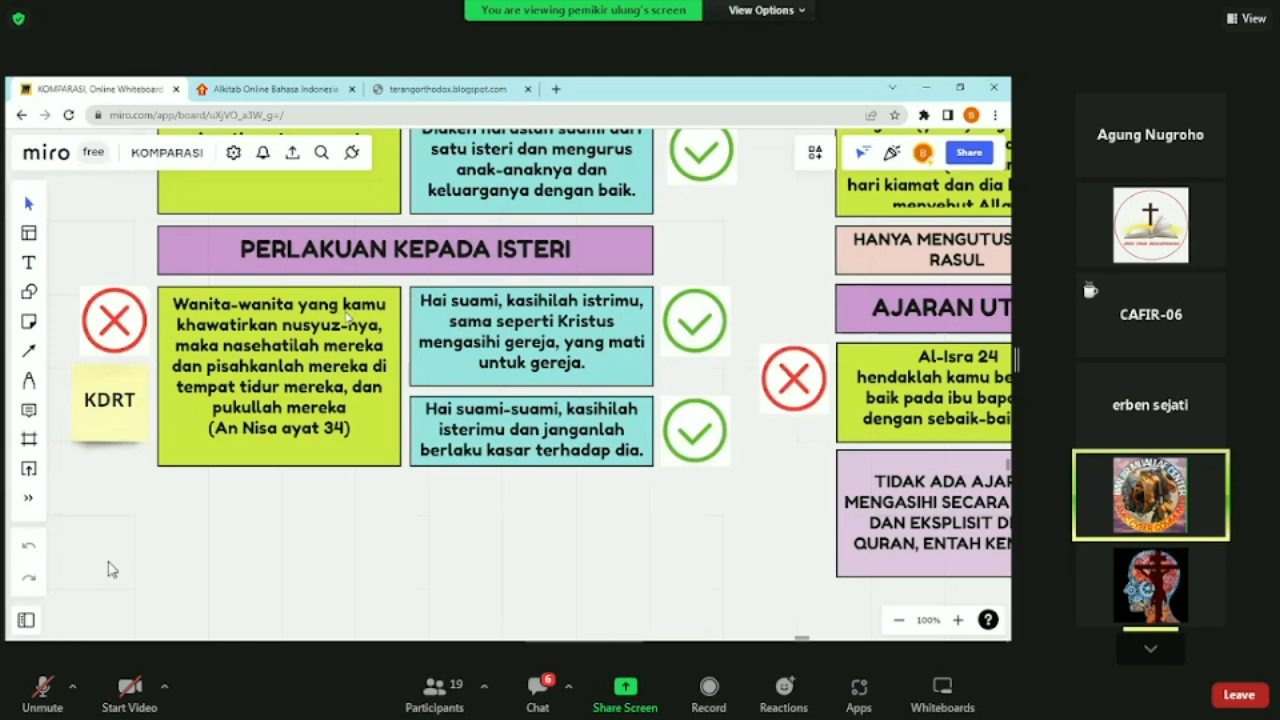 You are viewing pemikir ulung's screen
View Options
View
KOMPARASI, Online Whiteboard
Alkitab Online Bahasa Indonesia
terangorthodox.blogspot.com
miro.com/app/board/uXjVO_a3W_g=/
miro free KOMPARASI
Share
satu isteri dan mengurus
anak-anaknya dan
keluarganya dengan baik.
hari kiamat dan dia
PERLAKUAN KEPADA ISTERI
Wanita-wanita yang kamu
khawatirkan nusyuz-nya,
maka nasehatilah mereka
dan pisahkanlah mereka di
tempat tidur mereka, dan
pukullah mereka
(An Nisa ayat 34)
KDRT
Hai suami, kasihilah istrimu,
sama seperti Kristus
mengasihi gereja, yang mati
untuk gereja.
Hai suami-suami, kasihilah
isterimu dan janganlah
berlaku kasar terhadap dia.
HANYA MENGUTUS
RASUL
AJARAN UT
Al-Isra 24
hendaklah kamu be
baik pada ibu bap
dengan sebaik-bai
TIDAK ADA AJAR
MENGASIHI SECARA
DAN EKSPLISIT DI
QURAN, ENTAH KE
100%
Agung Nugroho
CAFIR-06
erben sejati
Unmute
Start Video
Participants
19
Chat
6
Share Screen
Record
Reactions
Apps
Whiteboards
Leave